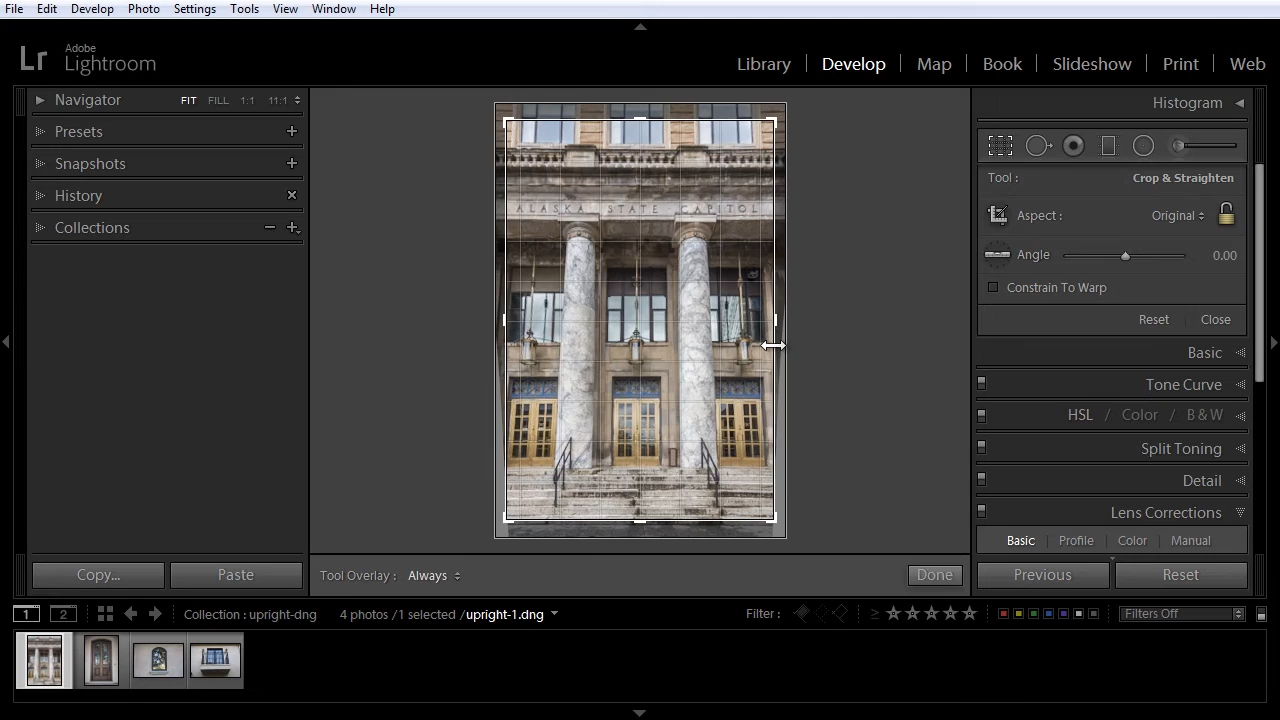 File Edit Develop Photo Settings Tools View Window Help
Lr Adobe Lightroom
Library Develop Map Book Slideshow Print Web
Navigator FIT FILL 1:1 11:1
Histogram
Presets
Snapshots
History
Collections
Tool : Crop & Straighten
Aspect : Original
Angle 0.00
Constrain To Warp
Reset Close
ALASKA STATE CAPITOL
Basic
Tone Curve
HSL / Color / B & W
Split Toning
Detail
Lens Corrections
Basic Profile Color Manual
Copy... Paste
Tool Overlay : Always
Done
Previous Reset
1 2 Collection : upright-dng 4 photos / 1 selected / upright-1.dng Filter : ≥ Filters Off